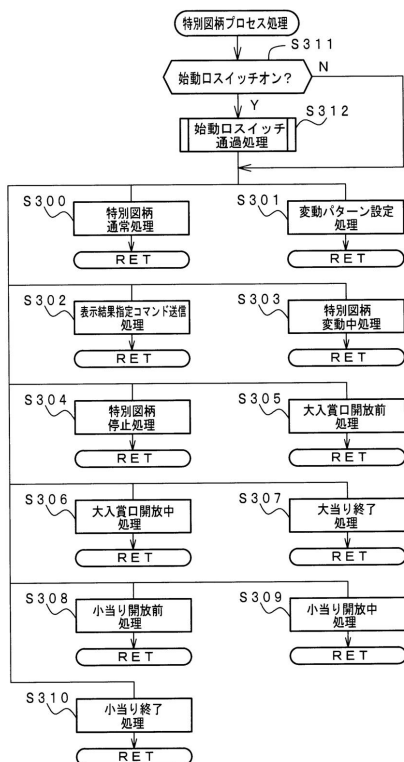 特別図柄プロセス処理
S311
始動口スイッチオン?
N
Y
S312
始動口スイッチ
通過処理
S300
特別図柄
通常処理
RET
S301
変動パターン設定
処理
RET
S302
表示結果指定コマンド送信
処理
RET
S303
特別図柄
変動中処理
RET
S304
特別図柄
停止処理
RET
S305
大入賞口開放前
処理
RET
S306
大入賞口開放中
処理
RET
S307
大当り終了
処理
RET
S308
小当り開放前
処理
RET
S309
小当り開放中
処理
RET
S310
小当り終了
処理
RET